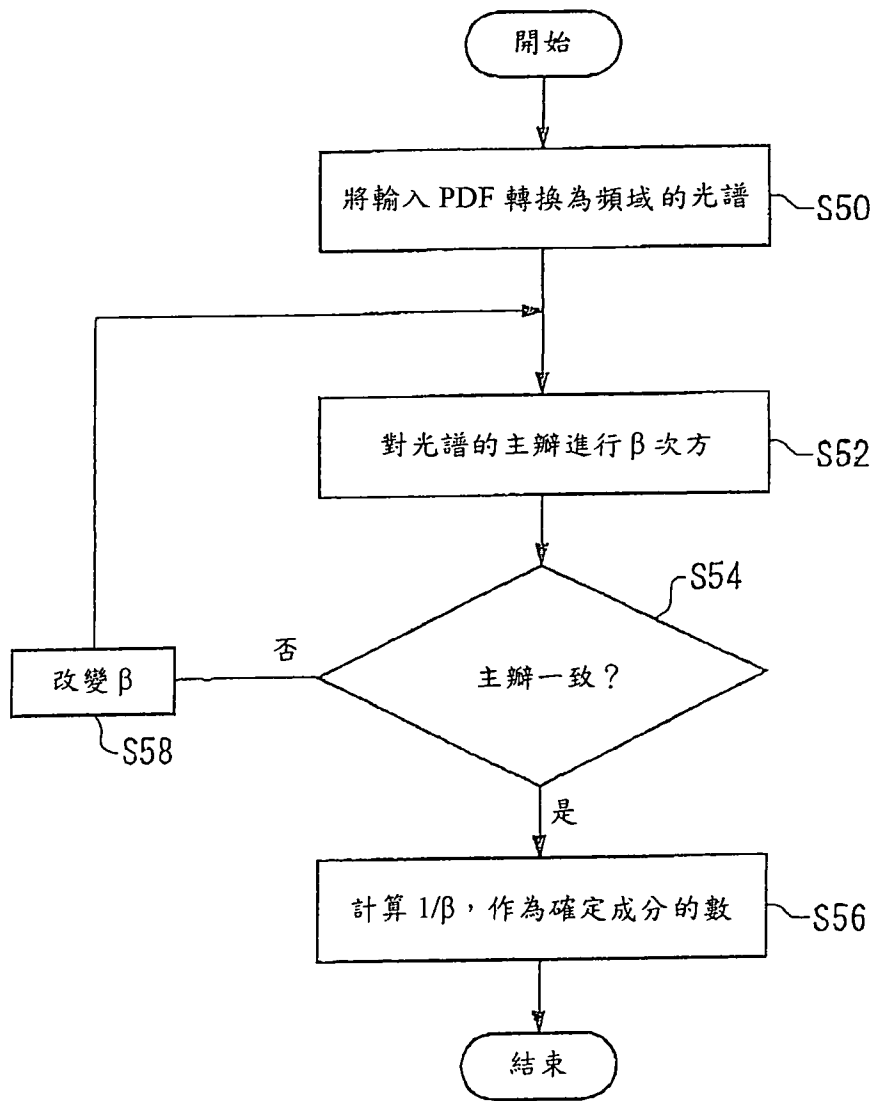 開始
將輸入 PDF 轉換為頻域的光譜
S50
對光譜的主瓣進行 β 次方
S52
S54
主瓣一致？
否
改變 β
S58
是
計算 1/β，作為確定成分的數
S56
結束